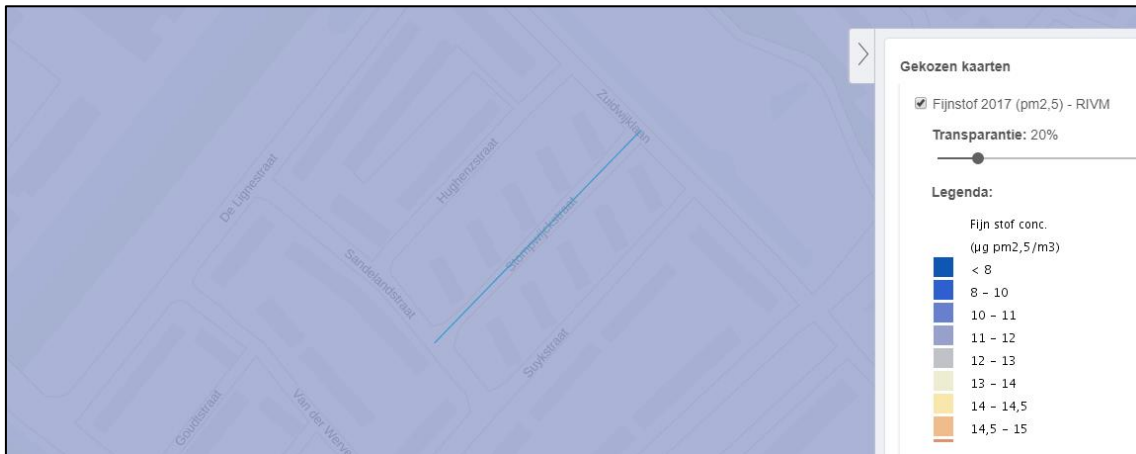 Zuidwijklaan
De Lignestraat
Hughenzstraat
Stompwijckstraat
Sandelandstraat
Suykstraat
Goudtstraat
Van der Werve
Gekozen kaarten
Fijnstof 2017 (pm2,5) - RIVM
Transparantie: 20%
Legenda:
Fijn stof conc.
(µg pm2,5/m3)
< 8
8 – 10
10 – 11
11 – 12
12 – 13
13 – 14
14 – 14,5
14,5 – 15